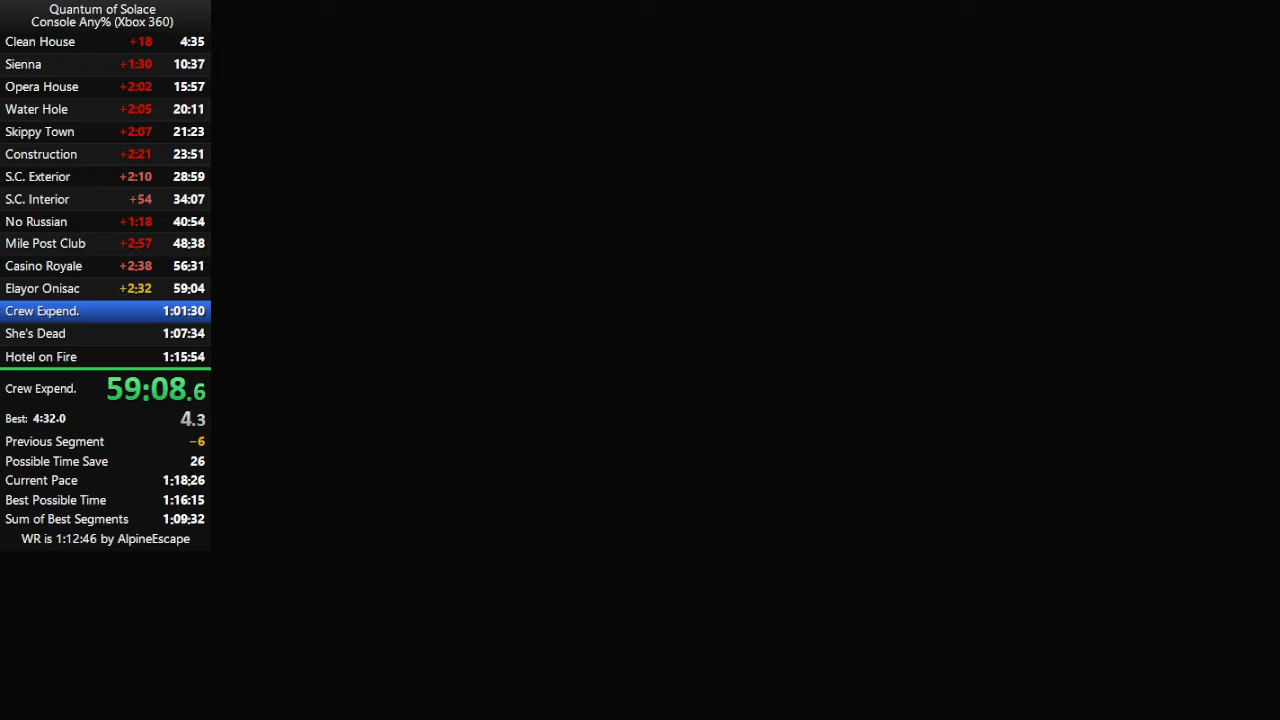 Quantum of Solace
Console Any% (Xbox 360)
Clean House +18 4:35
Sienna +1:30 10:37
Opera House +2:02 15:57
Water Hole +2:05 20:11
Skippy Town +2:07 21:23
Construction +2:21 23:51
S.C. Exterior +2:10 28:59
S.C. Interior +54 34:07
No Russian +1:18 40:54
Mile Post Club +2:57 48:38
Casino Royale +2:38 56:31
Elayor Onisac +2:32 59:04
Crew Expend. 1:01:30
She's Dead 1:07:34
Hotel on Fire 1:15:54
Crew Expend. 59:08.6
Best: 4:32.0 4.3
Previous Segment −6
Possible Time Save 26
Current Pace 1:18:26
Best Possible Time 1:16:15
Sum of Best Segments 1:09:32
WR is 1:12:46 by AlpineEscape